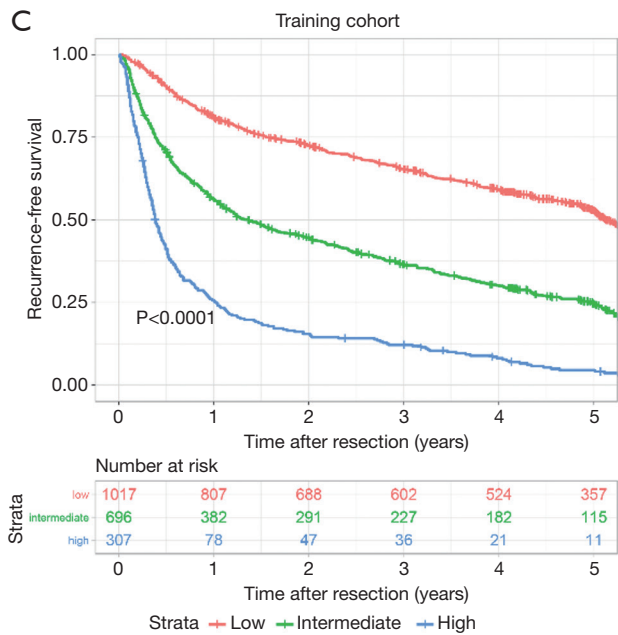 C
Training cohort
Recurrence-free survival
1.00
0.75
0.50
0.25
0.00
P<0.0001
0 1 2 3 4 5
Time after resection (years)
Number at risk
Strata
low 1017 807 688 602 524 357
intermediate 696 382 291 227 182 115
high 307 78 47 36 21 11
0 1 2 3 4 5
Time after resection (years)
Strata Low Intermediate High